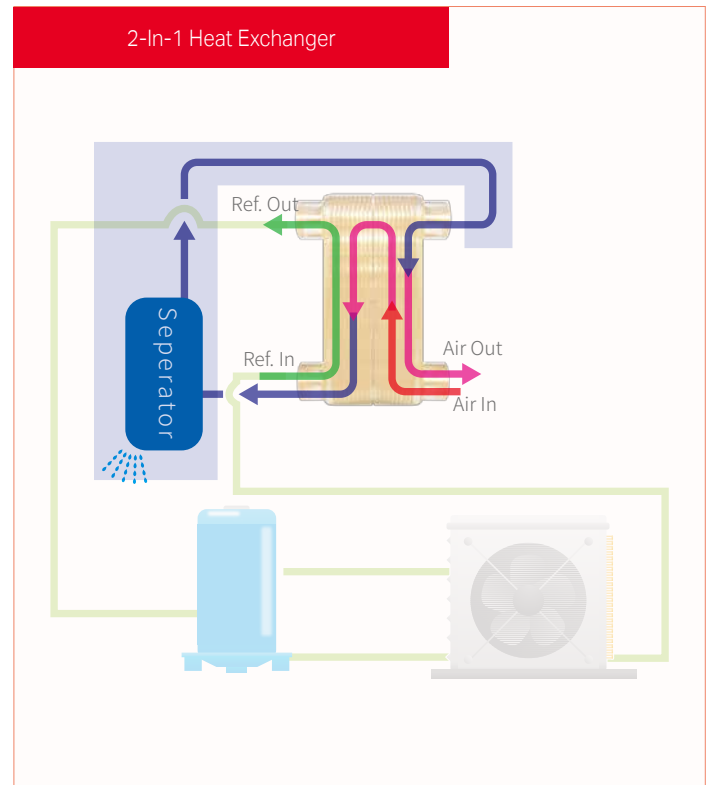 2-In-1 Heat Exchanger
Ref. Out
Seperator
Ref. In
Air Out
Air In